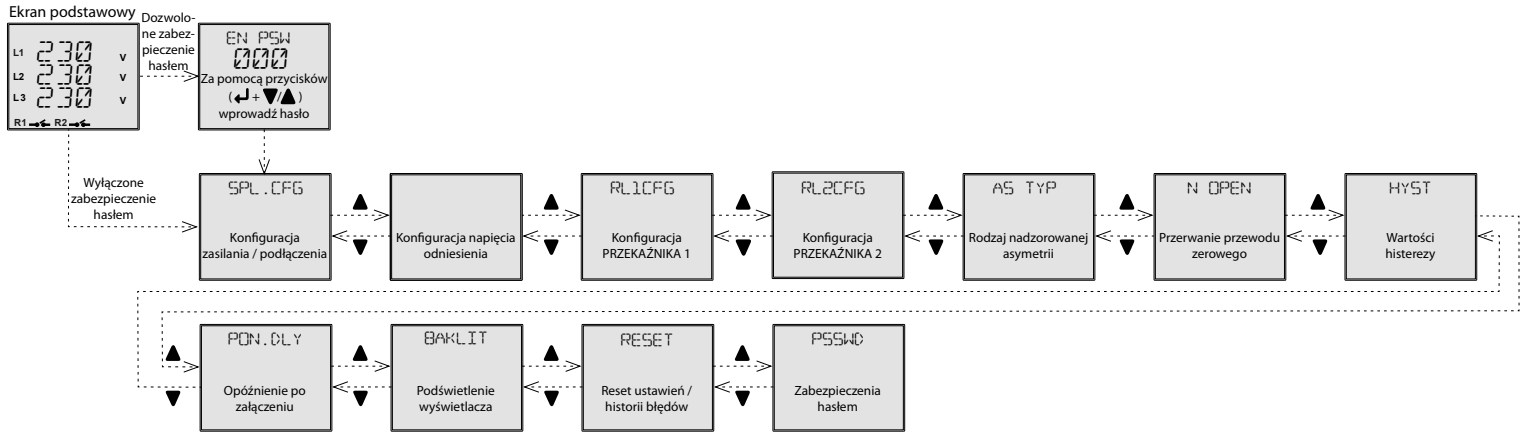 Ekran podstawowy
L1 230 V
L2 230 V
L3 230 V
R1 R2
Dozwolo-
ne zabez-
pieczenie
hasłem
EN PSW
000
Za pomocą przycisków
(↵ + ▼/▲)
wprowadź hasło
Wyłączone
zabezpieczenie
hasłem
SPL.CFG
Konfiguracja
zasilania / podłączenia
▲
▼
Konfiguracja napięcia
odniesienia
▲
▼
RL1CFG
Konfiguracja
PRZEKAŹNIKA 1
▲
▼
RL2CFG
Konfiguracja
PRZEKAŹNIKA 2
▲
▼
AS TYP
Rodzaj nadzorowanej
asymetrii
▲
▼
N OPEN
Przerwanie przewodu
zerowego
▲
▼
HYST
Wartości
histerezy
▲
▼
PON.DLY
Opóźnienie po
załączeniu
▲
▼
BAKLIT
Podświetlenie
wyświetlacza
▲
▼
RESET
Reset ustawień /
historii błędów
▲
▼
PSSWD
Zabezpieczenia
hasłem